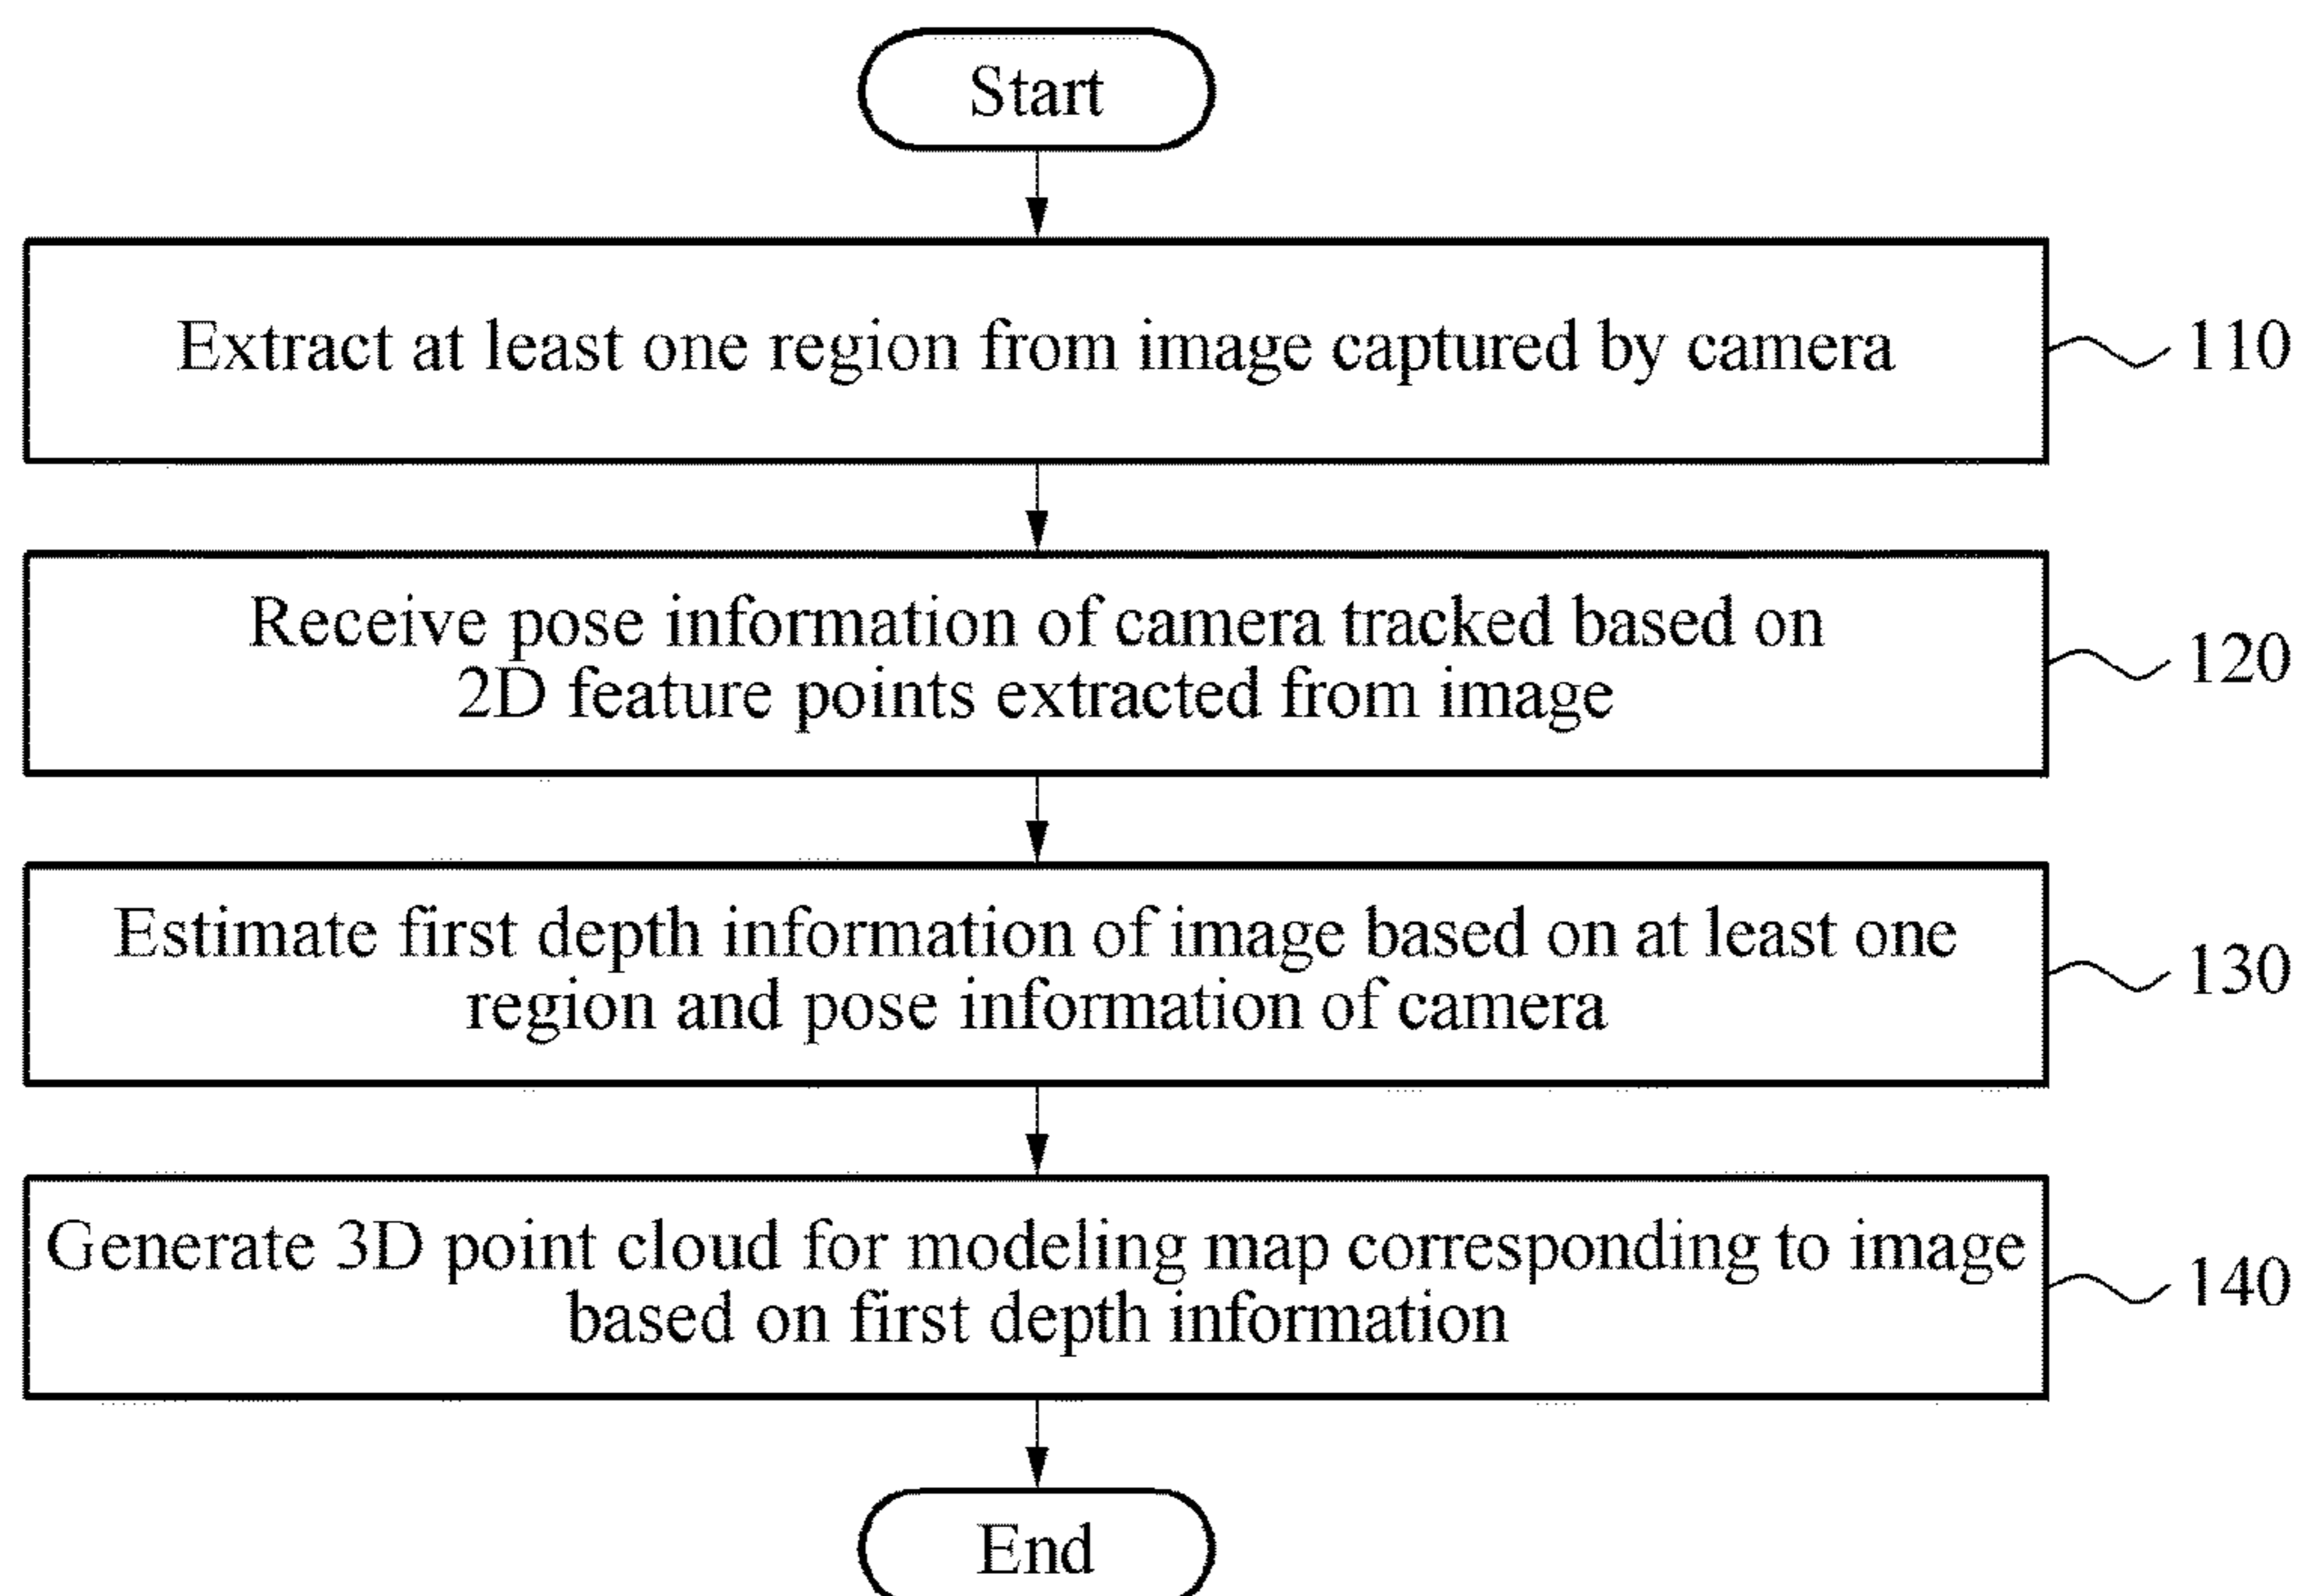 Start
Extract at least one region from image captured by camera
110
Receive pose information of camera tracked based on
2D feature points extracted from image
120
Estimate first depth information of image based on at least one
region and pose information of camera
130
Generate 3D point cloud for modeling map corresponding to image
based on first depth information
140
End